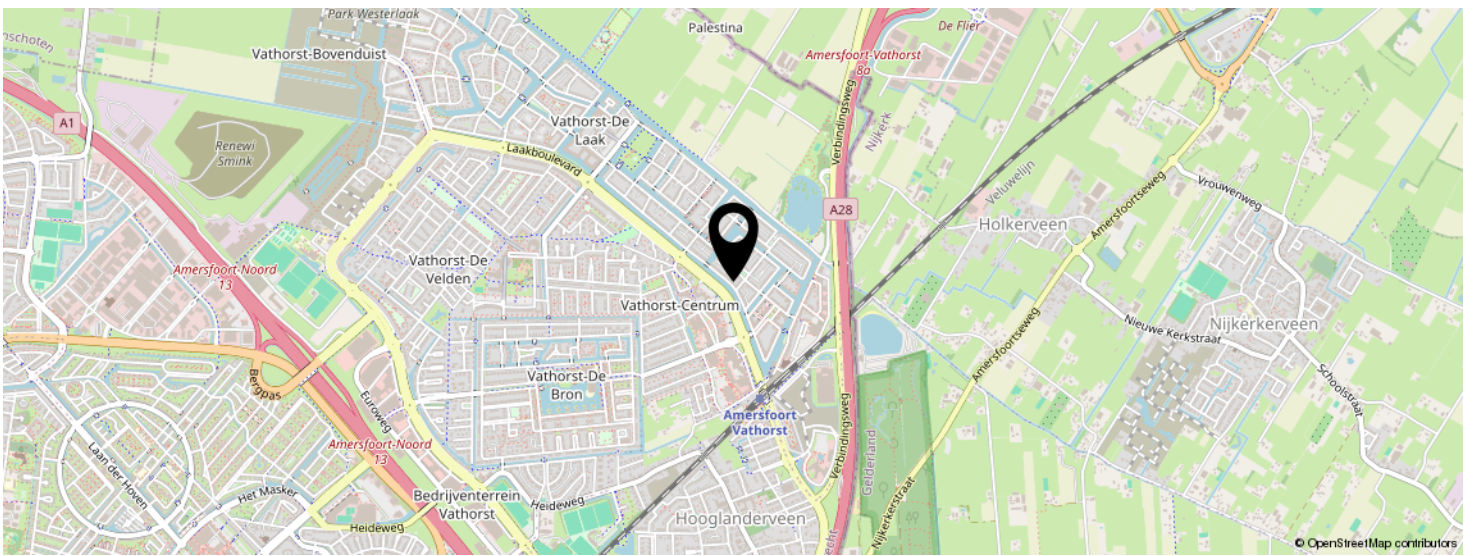 Park Westerlaak
nschoten
Vathorst-Bovenduist
Palestina
De Flier
Amersfoort-Vathorst
8a
A1
Renewi
Smink
Vathorst-De
Laak
Laakboulevard
Verbindingsweg
Nijkerk
Veluwelijn
Amersfoortseweg
Vrouwenweg
A28
Holkerveen
Amersfoort-Noord
13
Vathorst-De
Velden
Vathorst-Centrum
Nieuwe Kerkstraat
Nijkerkerveen
Amersfoortseweg
Schoolstraat
Bergpas
Euroweg
Vathorst-De
Bron
Amersfoort
Vathorst
Verbindingsweg
Gelderland
Amersfoort-Noord
13
Laan der Hoven
Het Masker
Heideweg
Bedrijventerrein
Vathorst
Heideweg
Hooglanderveen
Nijkerkerstraat
recht
© OpenStreetMap contributors